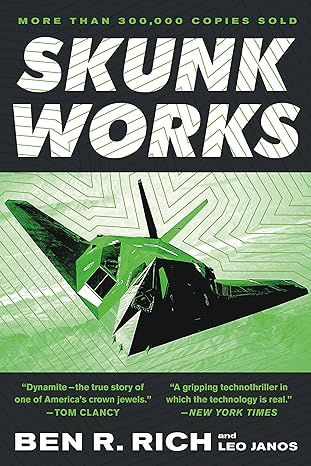 MORE THAN 300,000 COPIES SOLD
SKUNK
WORKS
“Dynamite—the true story of
one of America’s crown jewels.”
—TOM CLANCY
“A gripping technothriller in
which the technology is real.”
—NEW YORK TIMES
BEN R. RICH and LEO JANOS